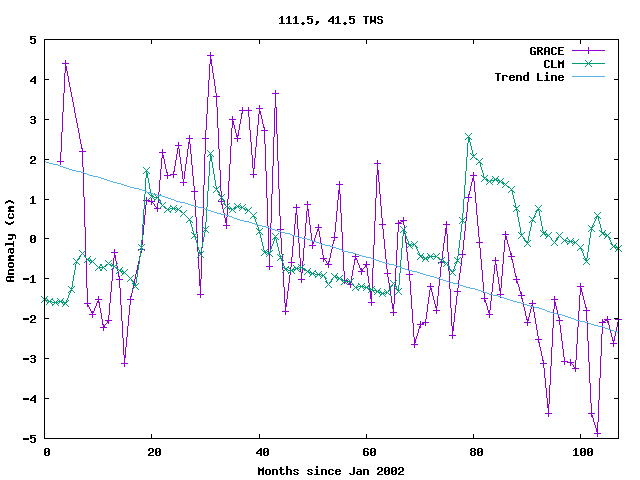 111.5, 41.5 TWS
GRACE
CLM
Trend Line
5
4
3
2
1
0
-1
-2
-3
-4
-5
Anomaly (cm)
0 20 40 60 80 100
Months since Jan 2002